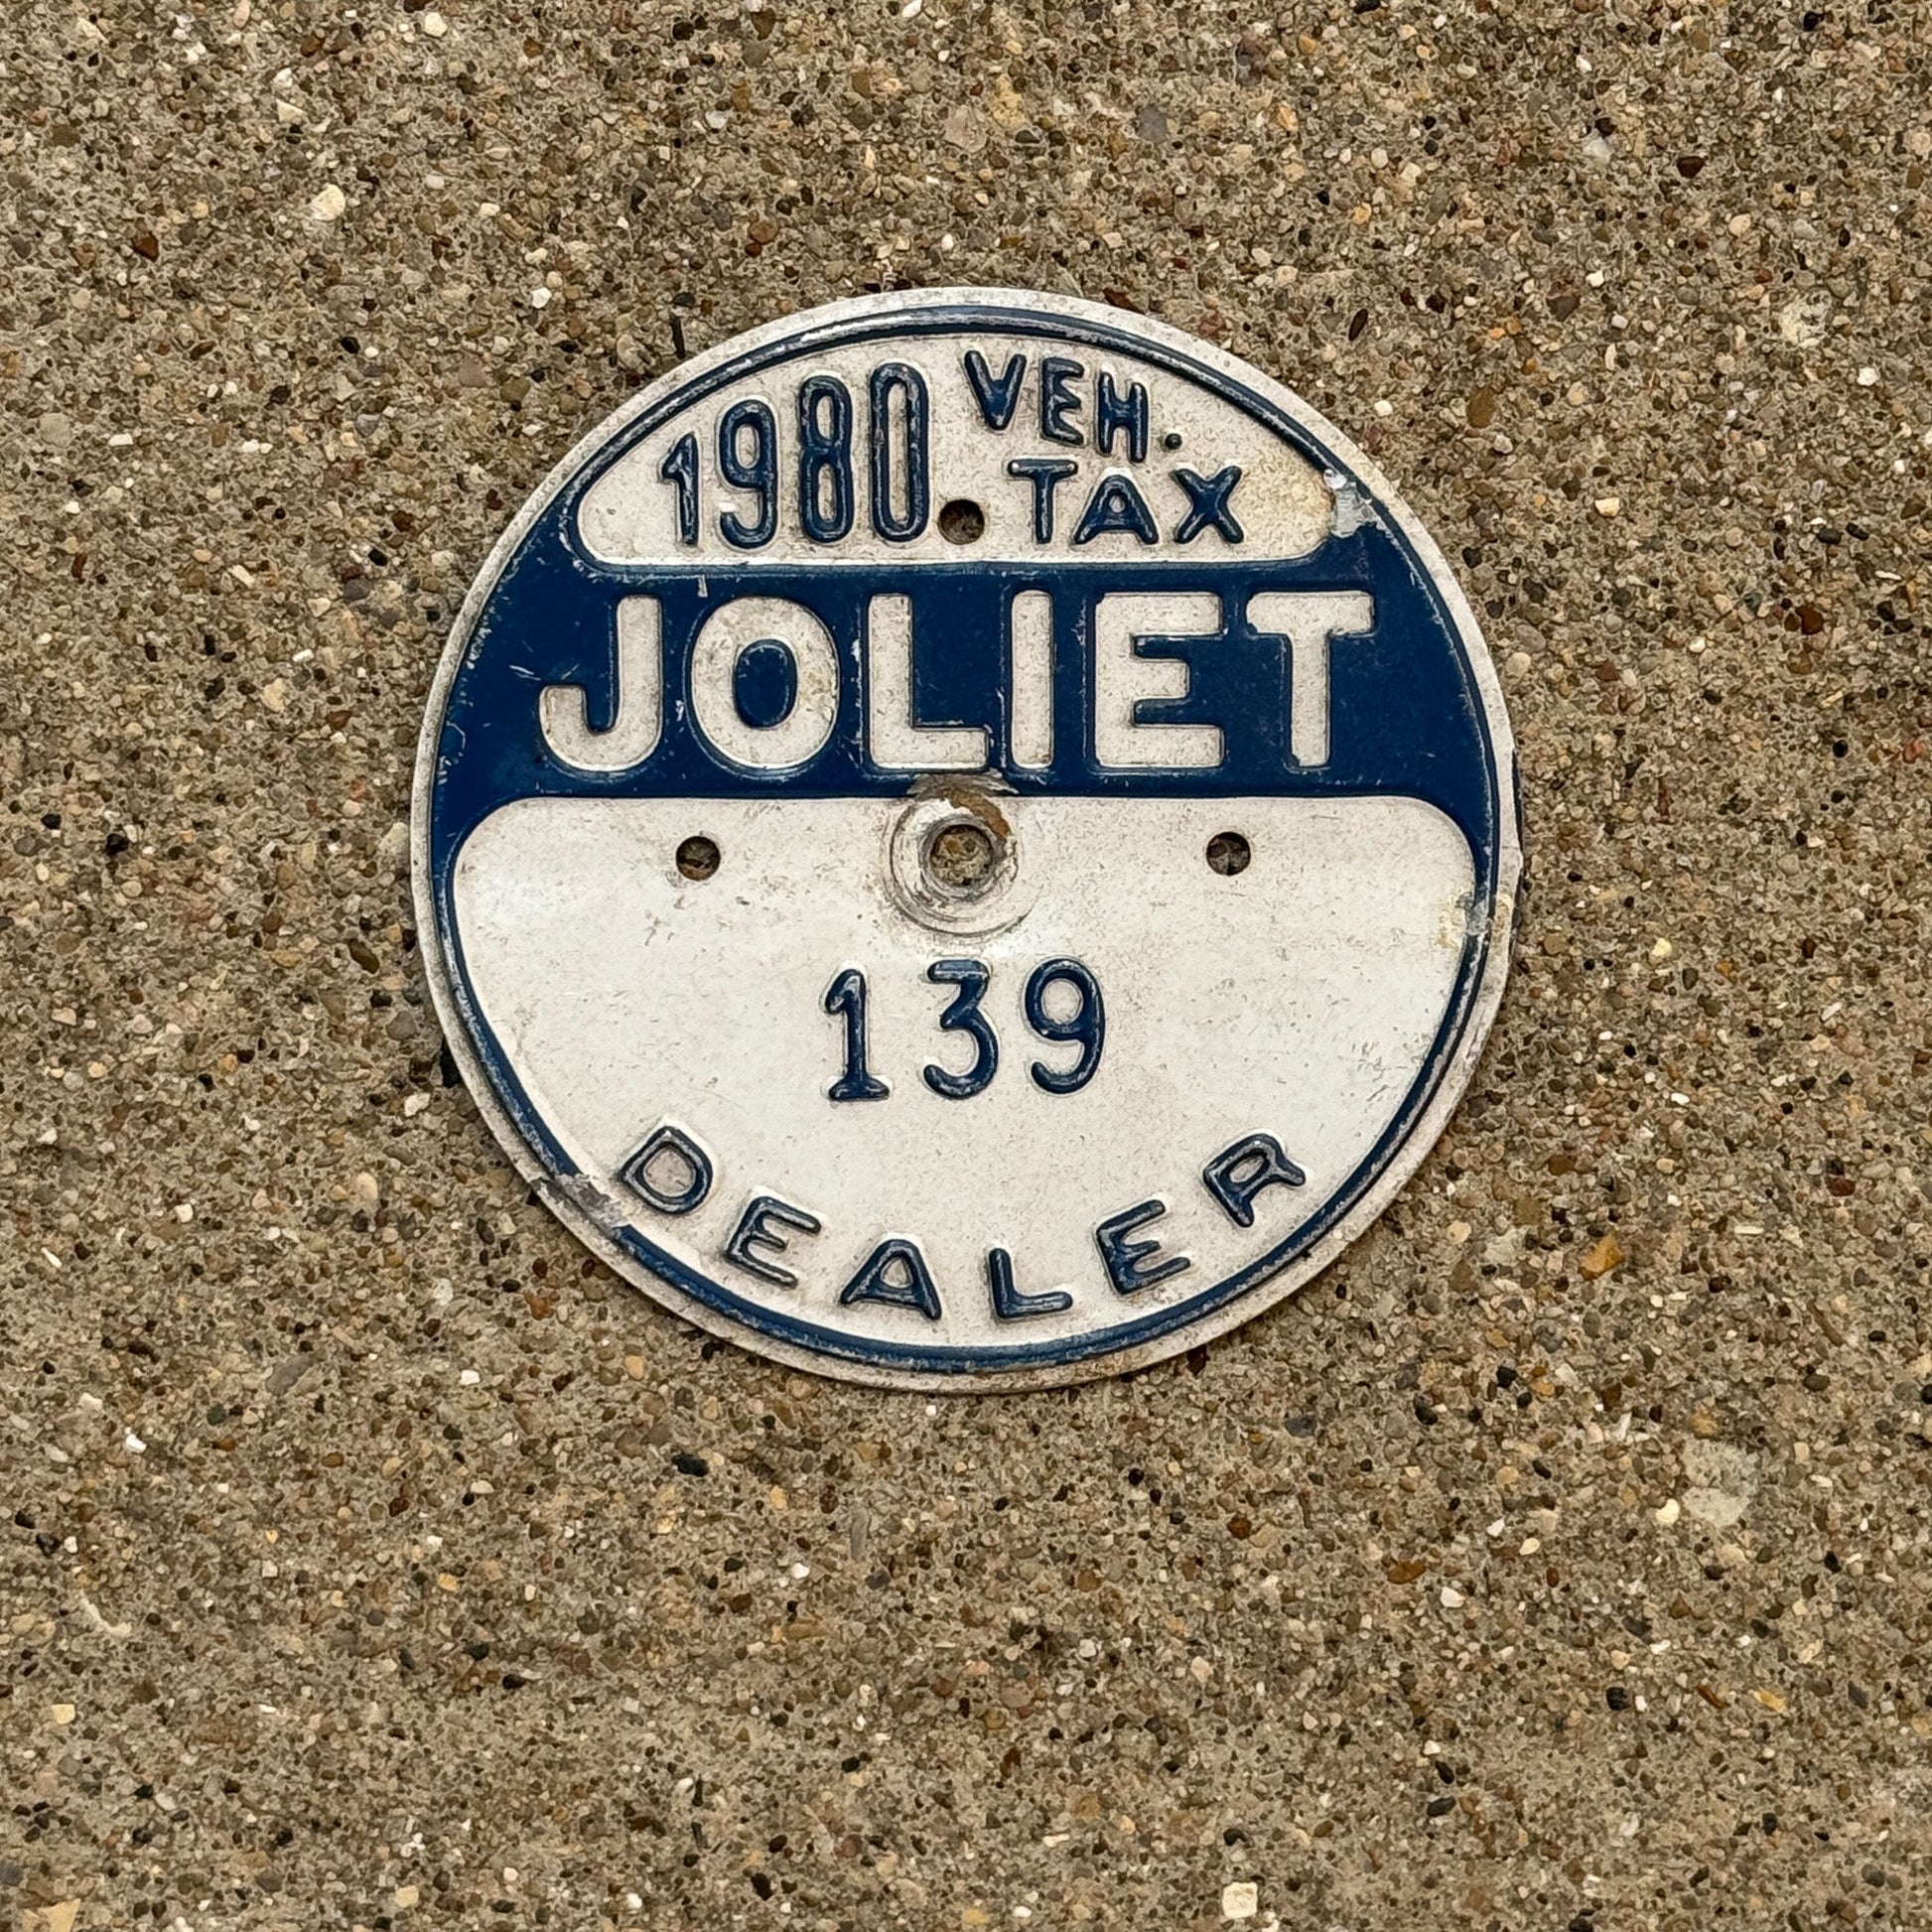 1980 VEH.
TAX
JOLIET
139
DEALER